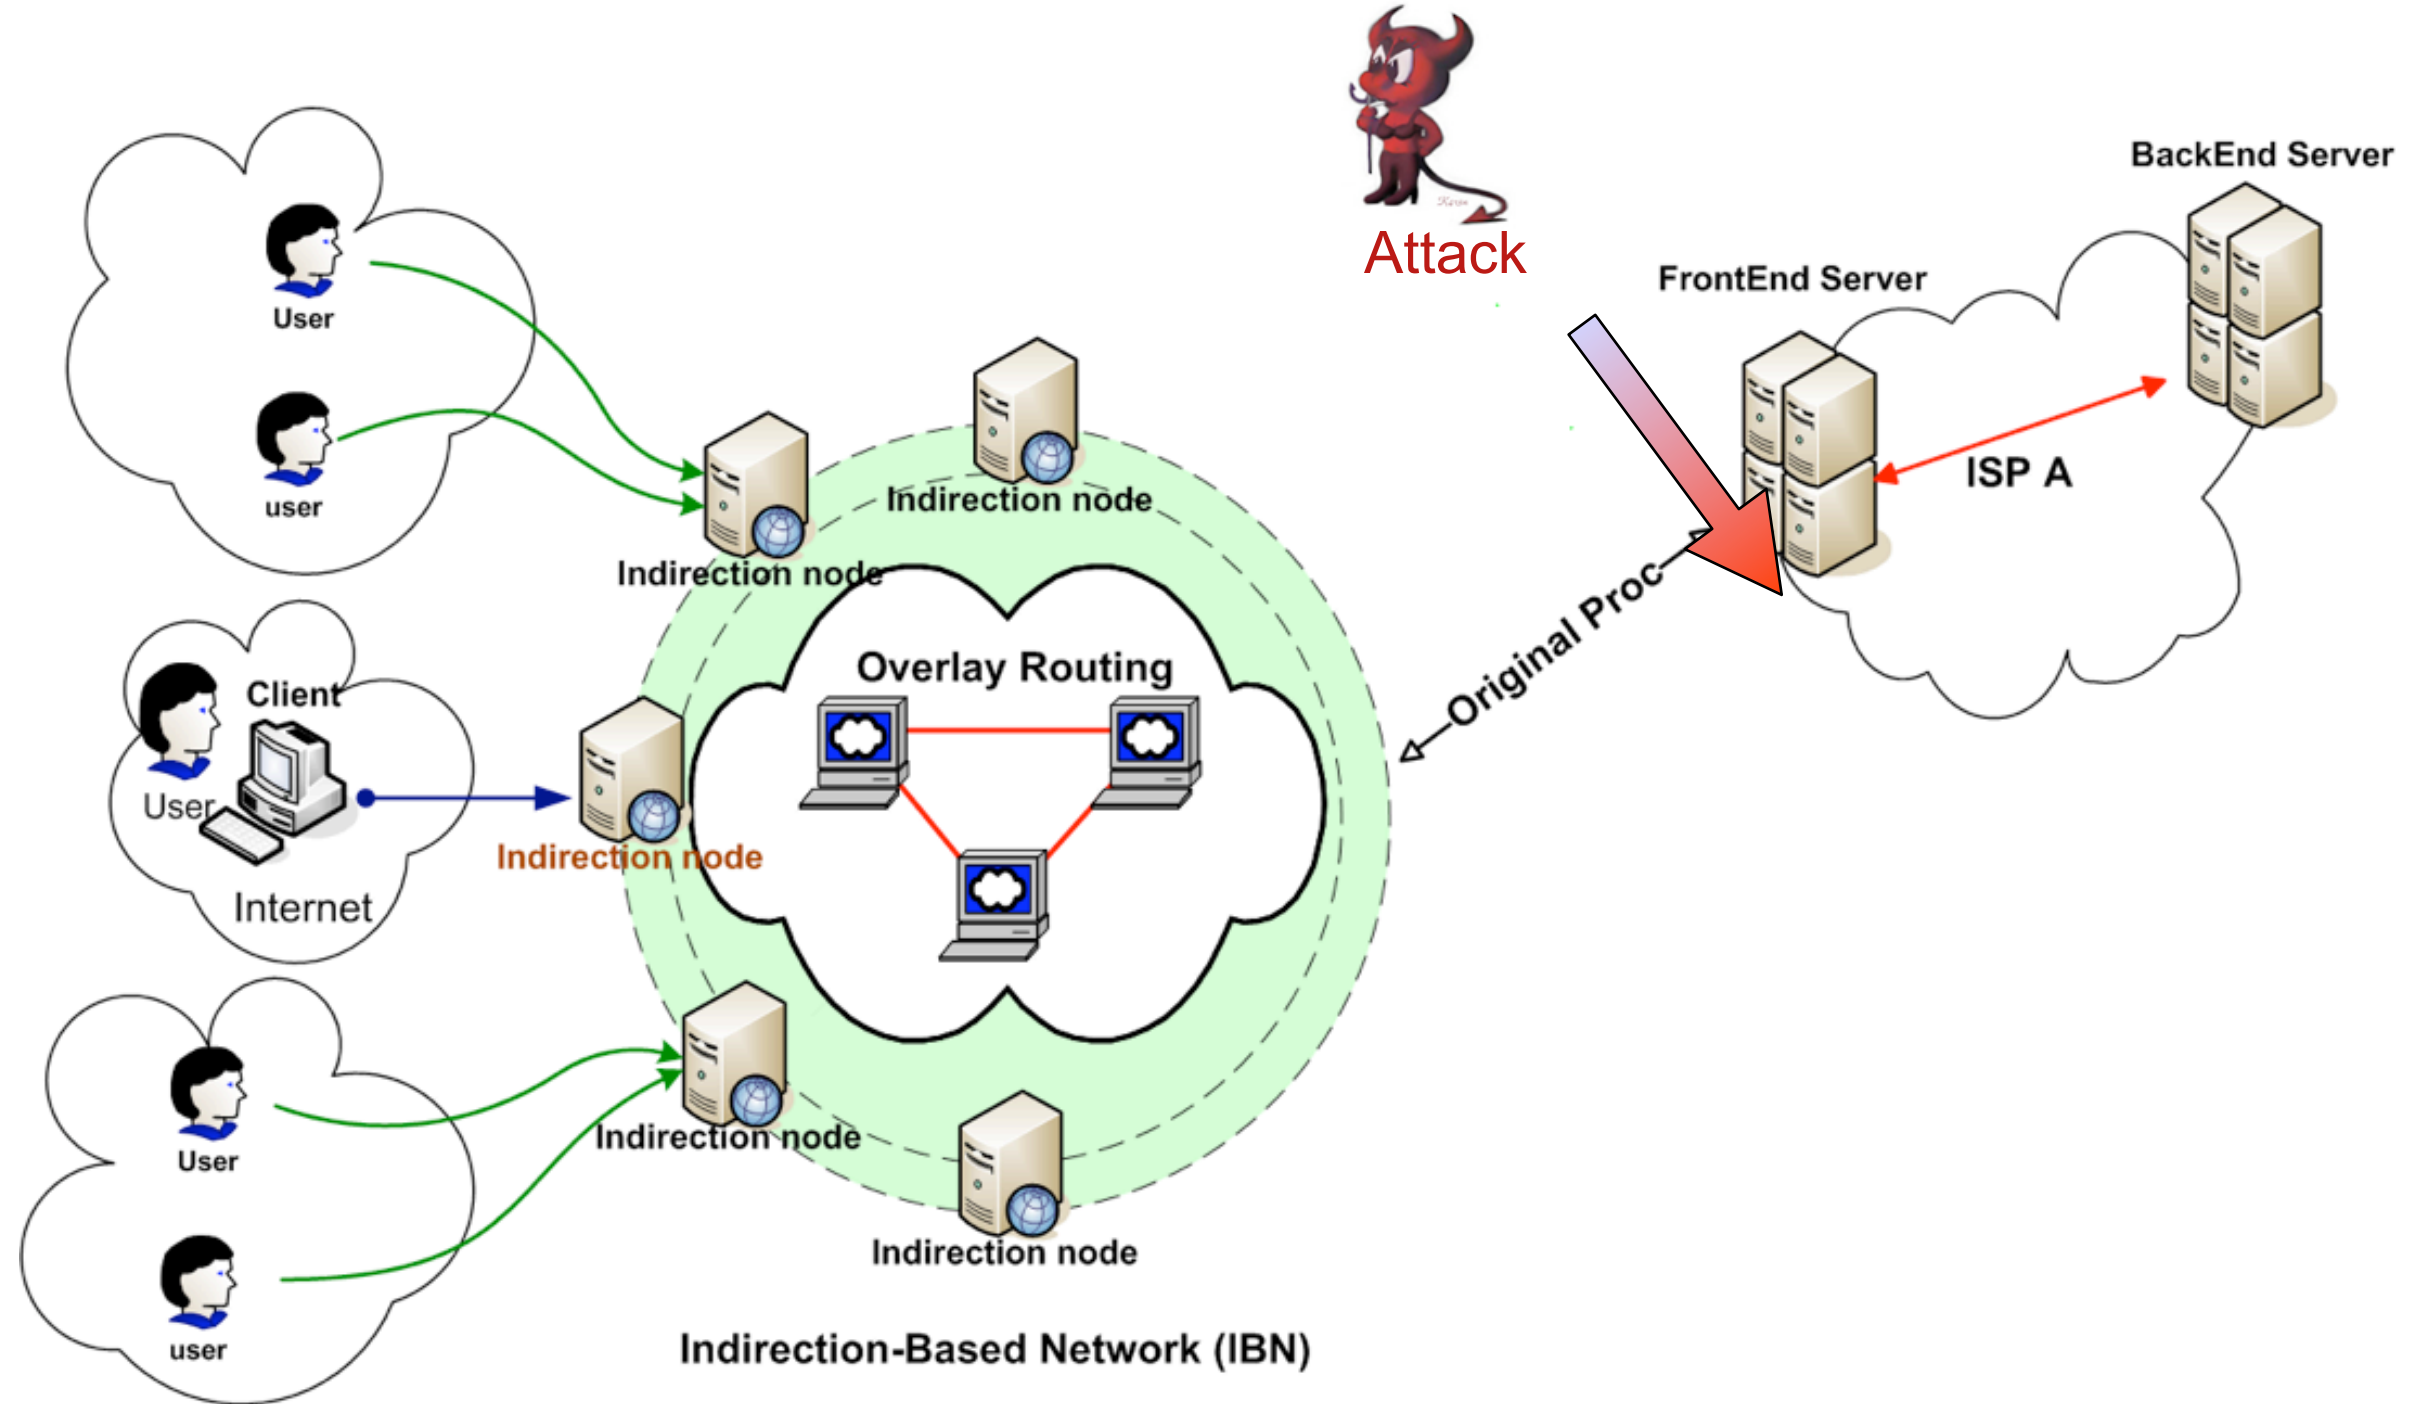 Attack
BackEnd Server
FrontEnd Server
ISP A
User
user
Indirection node
Indirection node
Original Proc
Overlay Routing
Client
User
Internet
Indirection node
User
user
Indirection node
Indirection node
Indirection-Based Network (IBN)